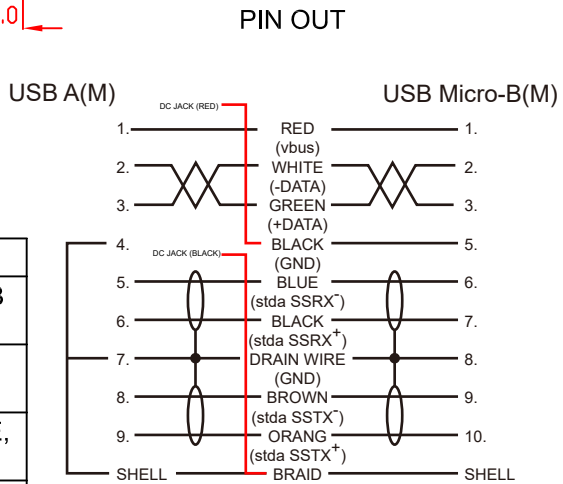 .0
PIN OUT
USB A(M)
USB Micro-B(M)
DC JACK (RED)
1. RED 1.
(vbus)
2. WHITE 2.
(-DATA)
3. GREEN 3.
(+DATA)
4. BLACK 5.
DC JACK (BLACK)
(GND)
5. BLUE 6.
(stda SSRX-)
6. BLACK 7.
(stda SSRX+)
7. DRAIN WIRE 8.
(GND)
8. BROWN 9.
(stda SSTX-)
9. ORANG 10.
(stda SSTX+)
SHELL BRAID SHELL